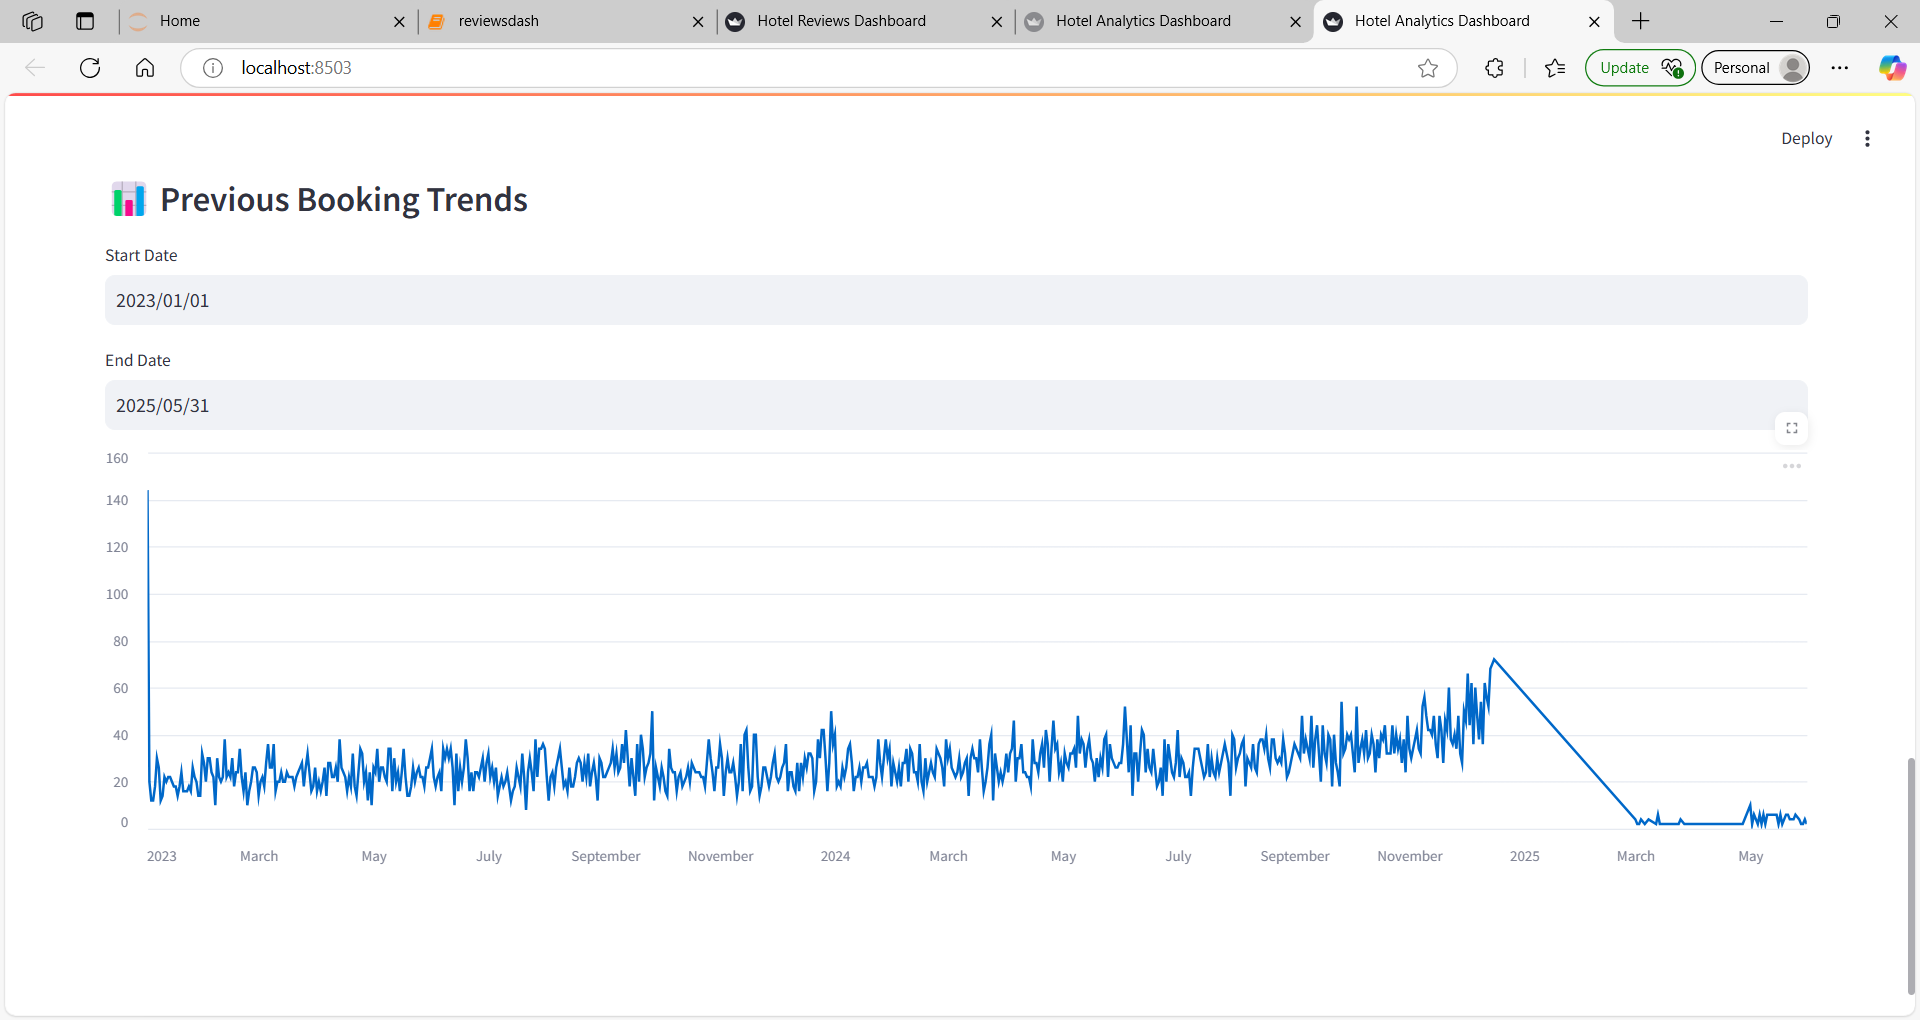 Home
reviewsdash
Hotel Reviews Dashboard
Hotel Analytics Dashboard
Hotel Analytics Dashboard
localhost:8503
Update
Personal
Deploy
Previous Booking Trends
Start Date
2023/01/01
End Date
2025/05/31
160
140
120
100
80
60
40
20
0
2023 March May July September November 2024 March May July September November 2025 March May